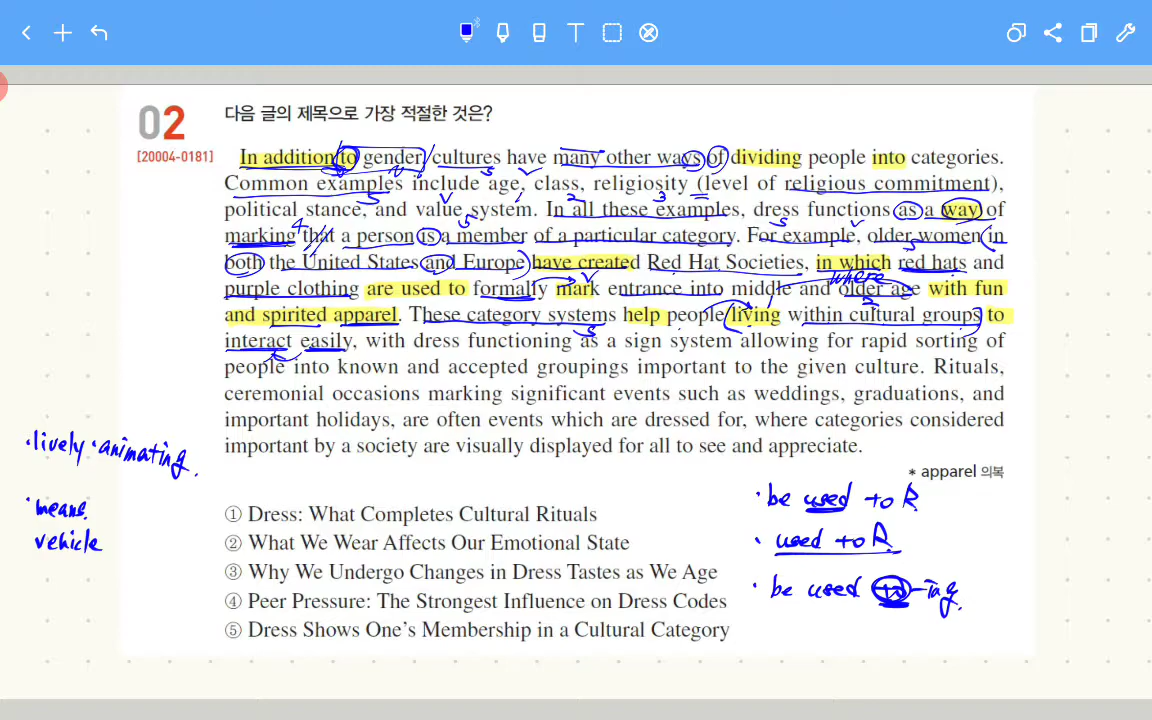 02
다음 글의 제목으로 가장 적절한 것은?
[20004-0181]
In addition to gender, cultures have many other ways of dividing people into categories.
Common examples include age, class, religiosity (level of religious commitment),
political stance, and value system. In all these examples, dress functions as a way of
marking that a person is a member of a particular category. For example, older women (in
both the United States and Europe) have created Red Hat Societies, in which red hats and
where
purple clothing are used to formally mark entrance into middle and older age with fun
and spirited apparel. These category systems help people living within cultural groups to
interact easily, with dress functioning as a sign system allowing for rapid sorting of
people into known and accepted groupings important to the given culture. Rituals,
ceremonial occasions marking significant events such as weddings, graduations, and
important holidays, are often events which are dressed for, where categories considered
important by a society are visually displayed for all to see and appreciate.
* apparel 의복
· lively · animating.
· means
vehicle
① Dress: What Completes Cultural Rituals
② What We Wear Affects Our Emotional State
③ Why We Undergo Changes in Dress Tastes as We Age
④ Peer Pressure: The Strongest Influence on Dress Codes
⑤ Dress Shows One's Membership in a Cultural Category
· be used to R
· used to R
· be used to -ing.